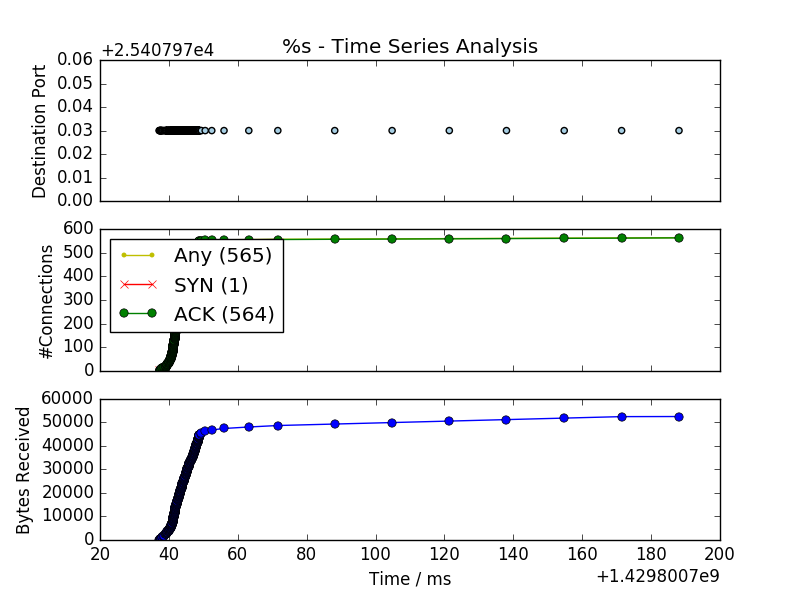 +2.540797e4
%s - Time Series Analysis
0.06
0.05
0.04
0.03
0.02
0.01
0.00
Destination Port
600
500
400
300
200
100
0
#Connections
Any (565)
SYN (1)
ACK (564)
60000
50000
40000
30000
20000
10000
0
Bytes Received
20 40 60 80 100 120 140 160 180 200
Time / ms
+1.4298007e9